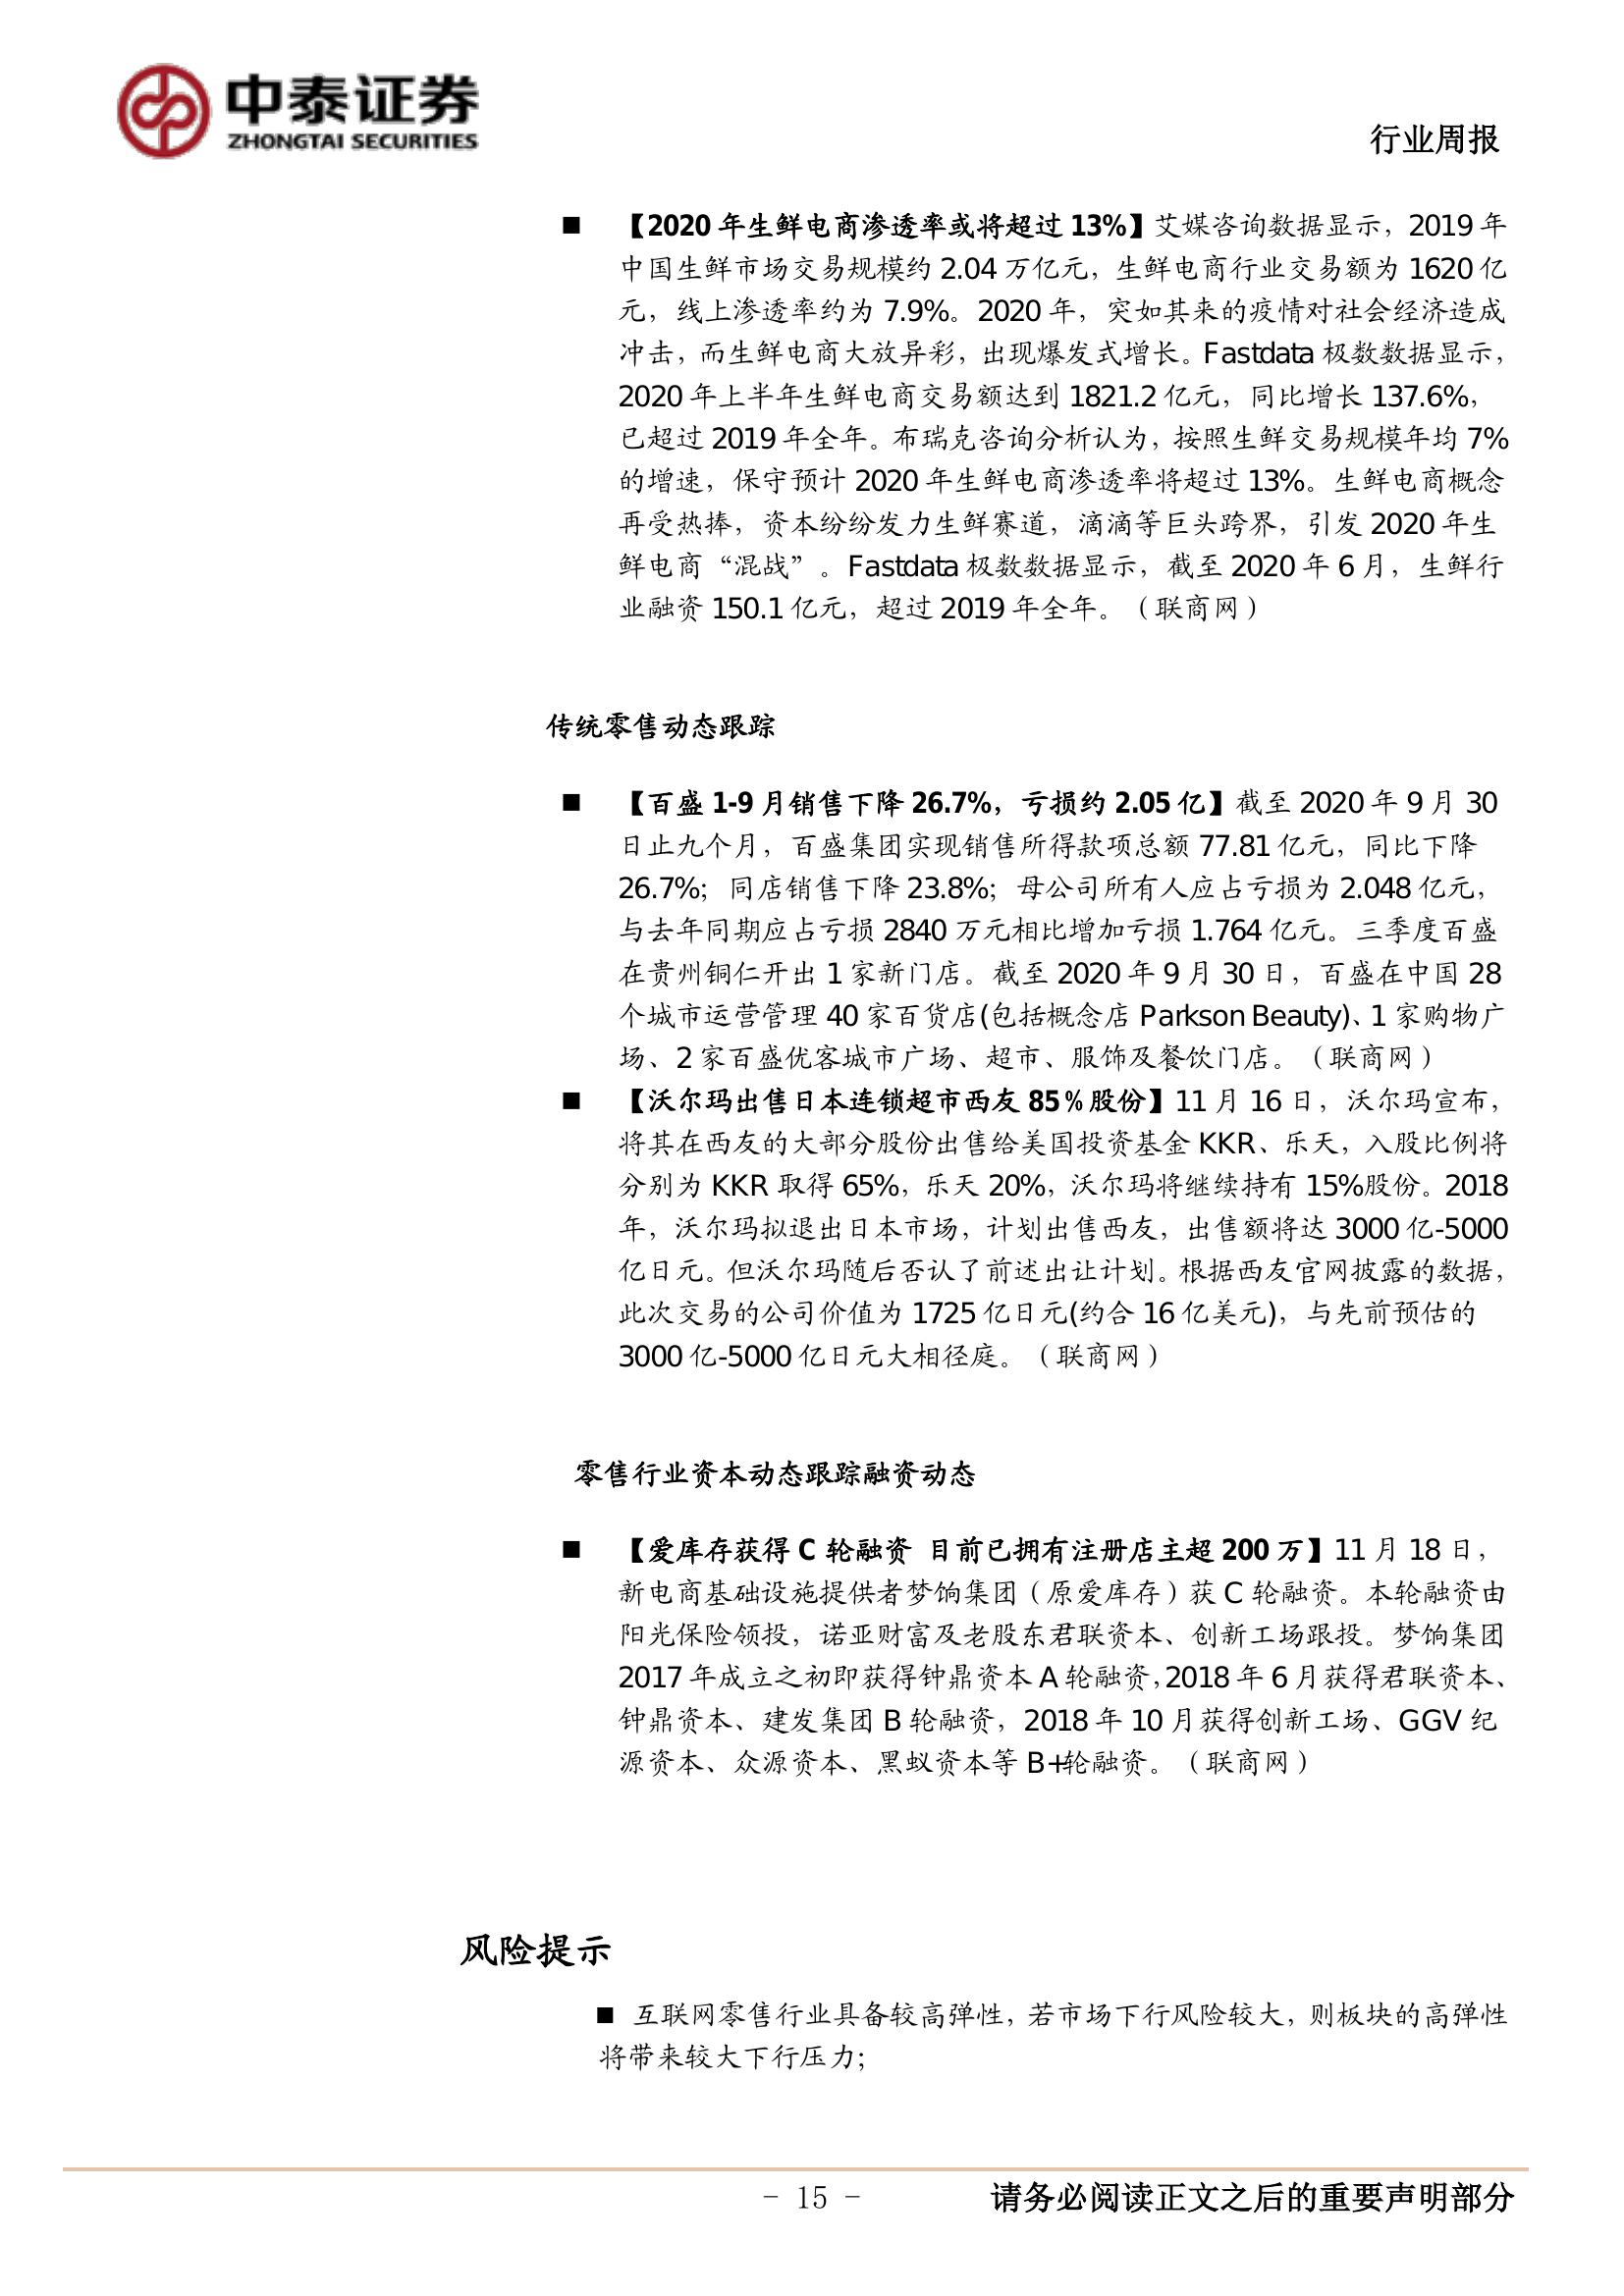 中泰证券
ZHONGTAI SECURITIES
行业周报
■ 【2020 年生鲜电商渗透率或将超过 13%】艾媒咨询数据显示，2019 年
中国生鲜市场交易规模约 2.04 万亿元，生鲜电商行业交易额为 1620 亿
元，线上渗透率约为 7.9%。2020 年，突如其来的疫情对社会经济造成
冲击，而生鲜电商大放异彩，出现爆发式增长。Fastdata 极数数据显示，
2020 年上半年生鲜电商交易额达到 1821.2 亿元，同比增长 137.6%，
已超过 2019 年全年。布瑞克咨询分析认为，按照生鲜交易规模年均 7%
的增速，保守预计 2020 年生鲜电商渗透率将超过 13%。生鲜电商概念
再受热捧，资本纷纷发力生鲜赛道，滴滴等巨头跨界，引发 2020 年生
鲜电商“混战”。Fastdata 极数数据显示，截至 2020 年 6 月，生鲜行
业融资 150.1 亿元，超过 2019 年全年。（联商网）
传统零售动态跟踪
■ 【百盛 1-9 月销售下降 26.7%，亏损约 2.05 亿】截至 2020 年 9 月 30
日止九个月，百盛集团实现销售所得款项总额 77.81 亿元，同比下降
26.7%；同店销售下降 23.8%；母公司所有人应占亏损为 2.048 亿元，
与去年同期应占亏损 2840 万元相比增加亏损 1.764 亿元。三季度百盛
在贵州铜仁开出 1 家新门店。截至 2020 年 9 月 30 日，百盛在中国 28
个城市运营管理 40 家百货店(包括概念店 Parkson Beauty)、1 家购物广
场、2 家百盛优客城市广场、超市、服饰及餐饮门店。（联商网）
■ 【沃尔玛出售日本连锁超市西友 85％股份】11 月 16 日，沃尔玛宣布，
将其在西友的大部分股份出售给美国投资基金 KKR、乐天，入股比例将
分别为 KKR 取得 65%，乐天 20%，沃尔玛将继续持有 15%股份。2018
年，沃尔玛拟退出日本市场，计划出售西友，出售额将达 3000 亿-5000
亿日元。但沃尔玛随后否认了前述出让计划。根据西友官网披露的数据，
此次交易的公司价值为 1725 亿日元(约合 16 亿美元)，与先前预估的
3000 亿-5000 亿日元大相径庭。（联商网）
零售行业资本动态跟踪融资动态
■ 【爱库存获得 C 轮融资 目前已拥有注册店主超 200 万】11 月 18 日，
新电商基础设施提供者梦饷集团（原爱库存）获 C 轮融资。本轮融资由
阳光保险领投，诺亚财富及老股东君联资本、创新工场跟投。梦饷集团
2017 年成立之初即获得钟鼎资本 A 轮融资，2018 年 6 月获得君联资本、
钟鼎资本、建发集团 B 轮融资，2018 年 10 月获得创新工场、GGV 纪
源资本、众源资本、黑蚁资本等 B+轮融资。（联商网）
风险提示
■ 互联网零售行业具备较高弹性，若市场下行风险较大，则板块的高弹性
将带来较大下行压力；
- 15 -
请务必阅读正文之后的重要声明部分